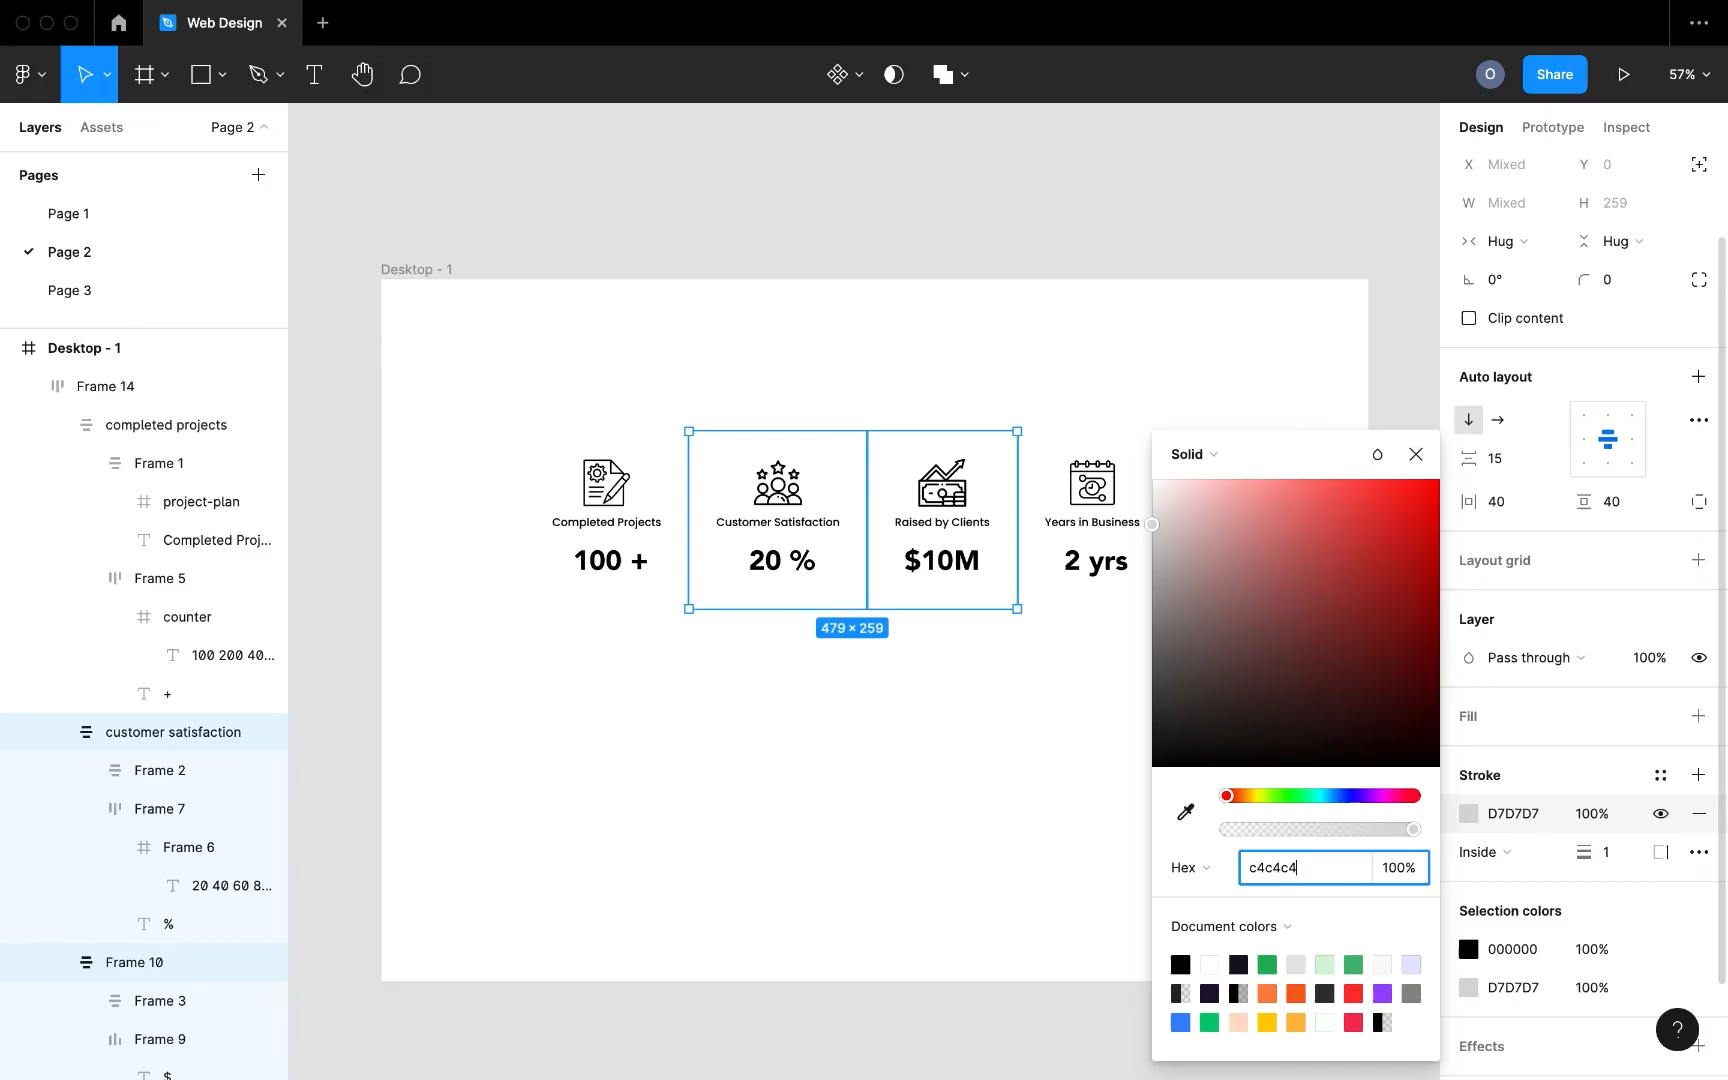 Web Design
O
Share
57%
Layers
Assets
Page 2
Pages
Page 1
Page 2
Page 3
Desktop - 1
Frame 14
completed projects
Frame 1
project-plan
Completed Proj...
Frame 5
counter
100 200 40...
+
customer satisfaction
Frame 2
Frame 7
Frame 6
20 40 60 8...
%
Frame 10
Frame 3
Frame 9
$
Desktop - 1
Completed Projects
100 +
Customer Satisfaction
20 %
Raised by Clients
$10M
Years in Business
2 yrs
479 × 259
Solid
Hex
c4c4c4
100%
Document colors
Design
Prototype
Inspect
X Mixed
Y 0
W Mixed
H 259
Hug
Hug
0°
0
Clip content
Auto layout
15
40
40
Layout grid
Layer
Pass through
100%
Fill
Stroke
D7D7D7
100%
Inside
1
Selection colors
000000
100%
D7D7D7
100%
Effects
?